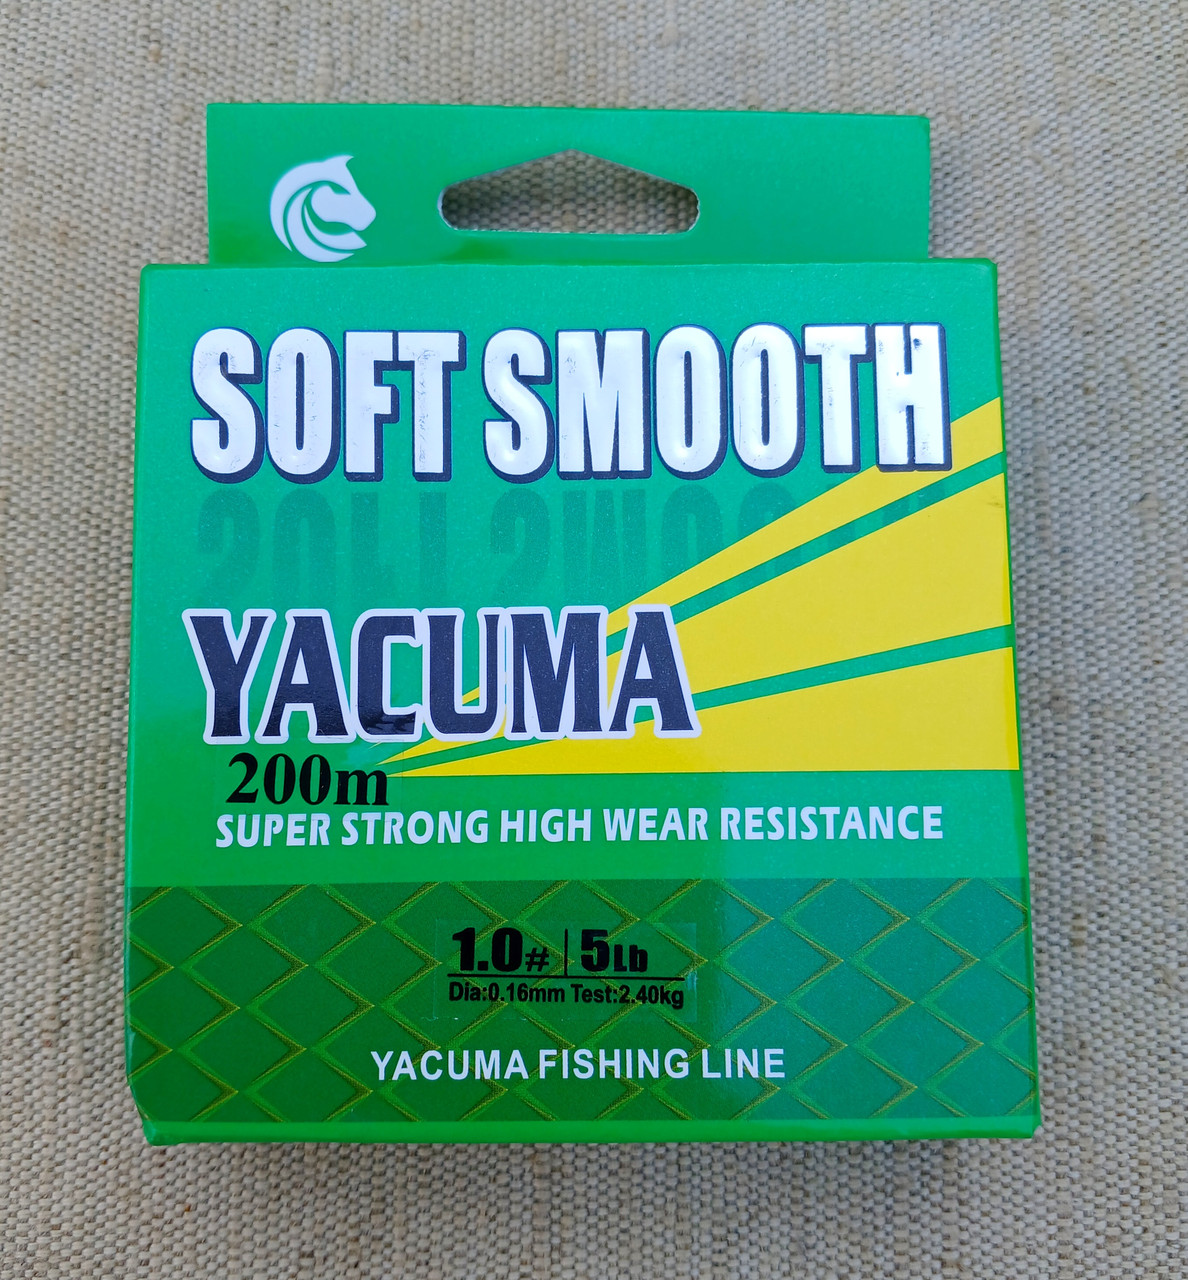 SOFT SMOOTH
YACUMA
200m
SUPER STRONG HIGH WEAR RESISTANCE
1.0# | 5Lb
Dia:0.16mm Test:2.40kg
YACUMA FISHING LINE